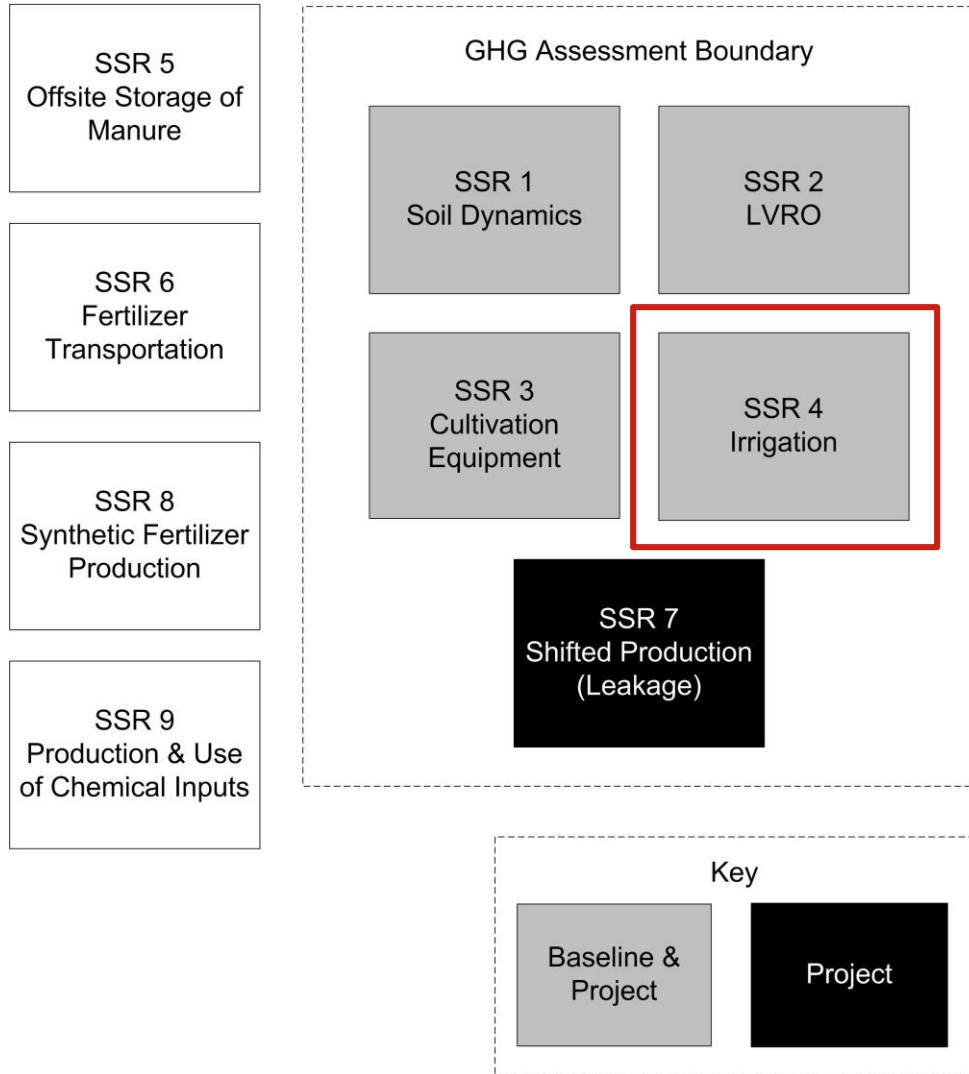 SSR 5
Offsite Storage of
Manure
SSR 6
Fertilizer
Transportation
SSR 8
Synthetic Fertilizer
Production
SSR 9
Production & Use
of Chemical Inputs
GHG Assessment Boundary
SSR 1
Soil Dynamics
SSR 2
LVRO
SSR 3
Cultivation
Equipment
SSR 4
Irrigation
SSR 7
Shifted Production
(Leakage)
Key
Baseline &
Project
Project